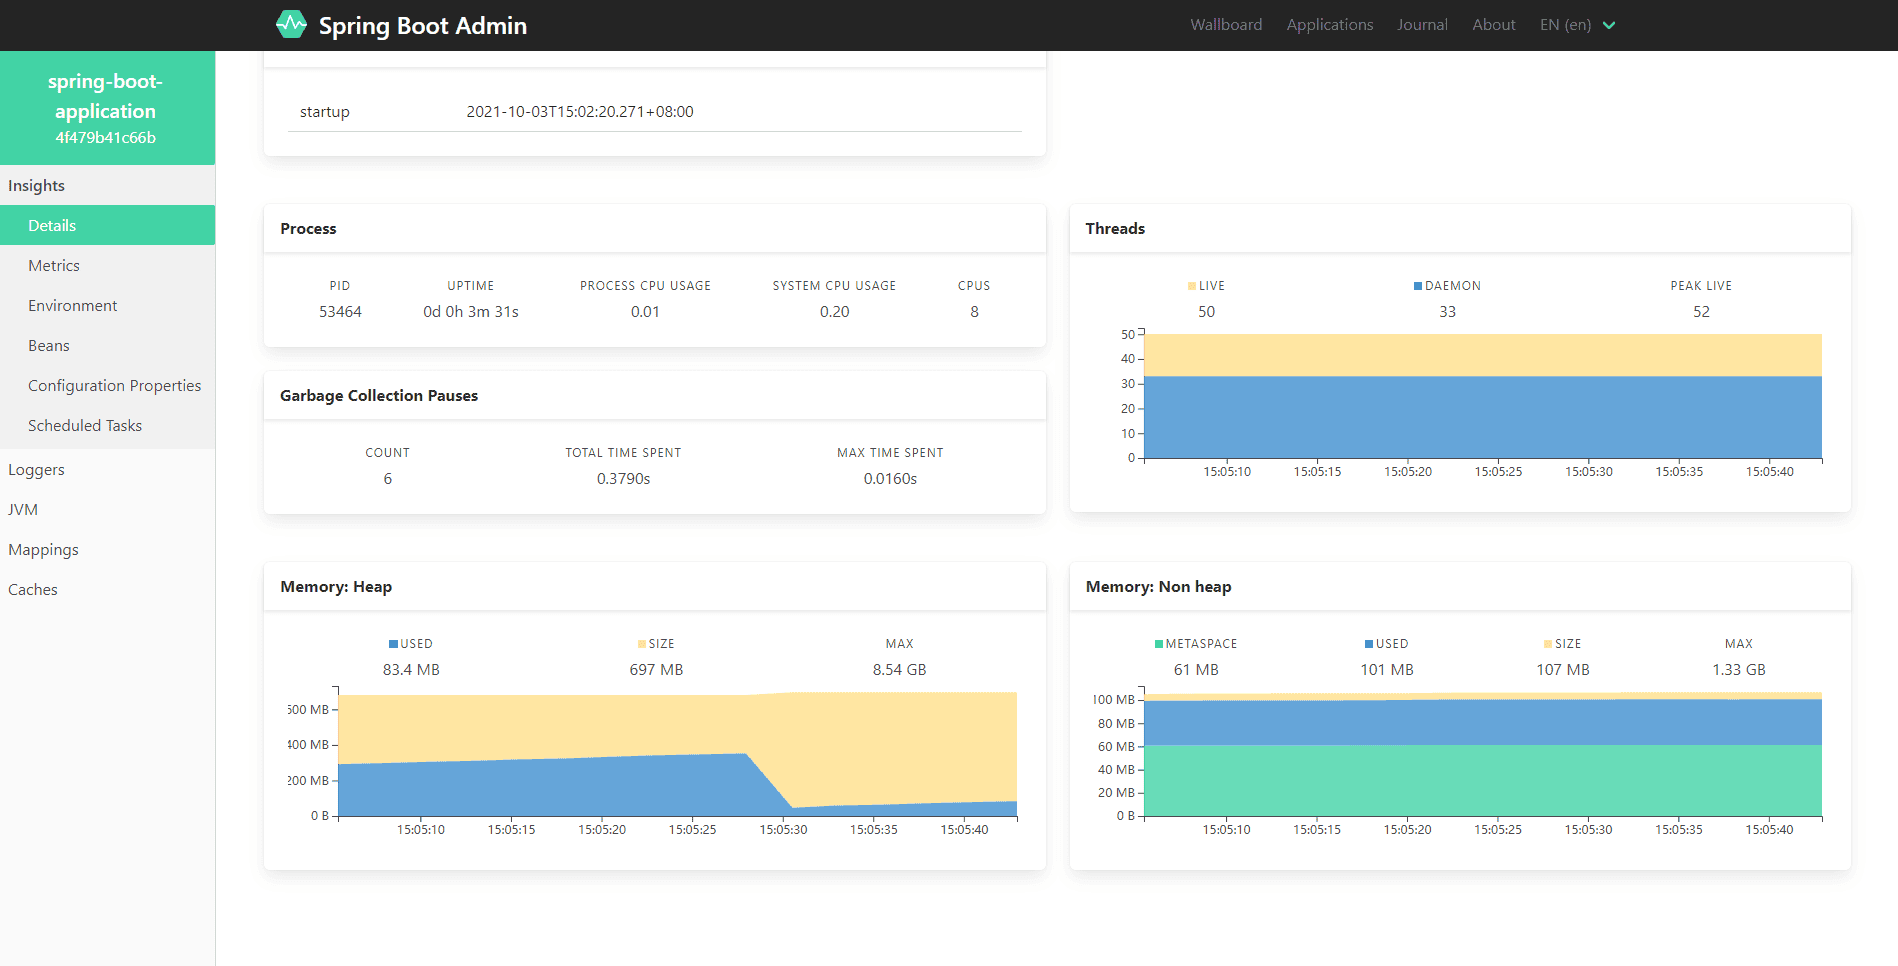 Spring Boot Admin
Wallboard Applications Journal About EN (en)
spring-boot-
application
4f479b41c66b
Insights
Details
Metrics
Environment
Beans
Configuration Properties
Scheduled Tasks
Loggers
JVM
Mappings
Caches
startup 2021-10-03T15:02:20.271+08:00
Process
PID UPTIME PROCESS CPU USAGE SYSTEM CPU USAGE CPUS
53464 0d 0h 3m 31s 0.01 0.20 8
Garbage Collection Pauses
COUNT TOTAL TIME SPENT MAX TIME SPENT
6 0.3790s 0.0160s
Threads
LIVE DAEMON PEAK LIVE
50 33 52
50
40
30
20
10
0
15:05:10 15:05:15 15:05:20 15:05:25 15:05:30 15:05:35 15:05:40
Memory: Heap
USED SIZE MAX
83.4 MB 697 MB 8.54 GB
600 MB
400 MB
200 MB
0 B
15:05:10 15:05:15 15:05:20 15:05:25 15:05:30 15:05:35 15:05:40
Memory: Non heap
METASPACE USED SIZE MAX
61 MB 101 MB 107 MB 1.33 GB
100 MB
80 MB
60 MB
40 MB
20 MB
0 B
15:05:10 15:05:15 15:05:20 15:05:25 15:05:30 15:05:35 15:05:40